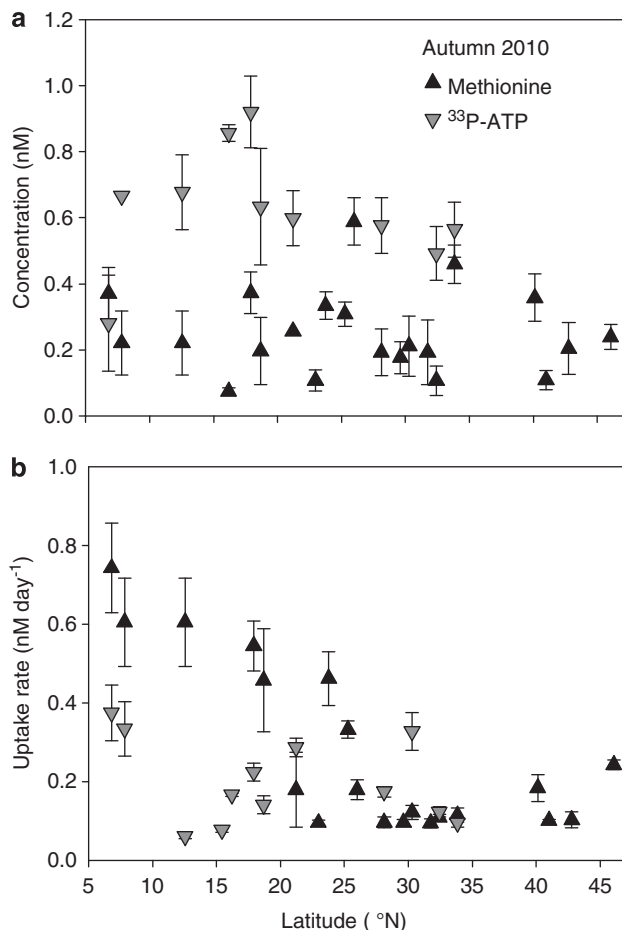 a
1.2
Autumn 2010
Methionine
³³P-ATP
1.0
0.8
0.6
0.4
0.2
0.0
Concentration (nM)
b
1.0
0.8
0.6
0.4
0.2
0.0
Uptake rate (nM day⁻¹)
5 10 15 20 25 30 35 40 45
Latitude ( °N)